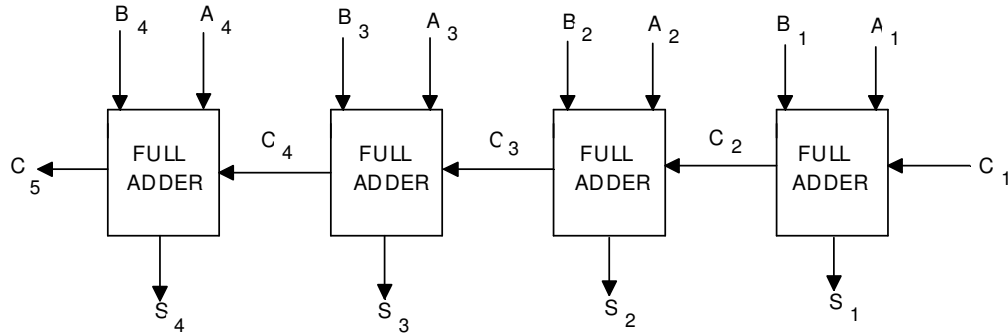 B4 A4 B3 A3 B2 A2 B1 A1
C5 C4 C3 C2 C1
FULL ADDER
FULL ADDER
FULL ADDER
FULL ADDER
S4 S3 S2 S1